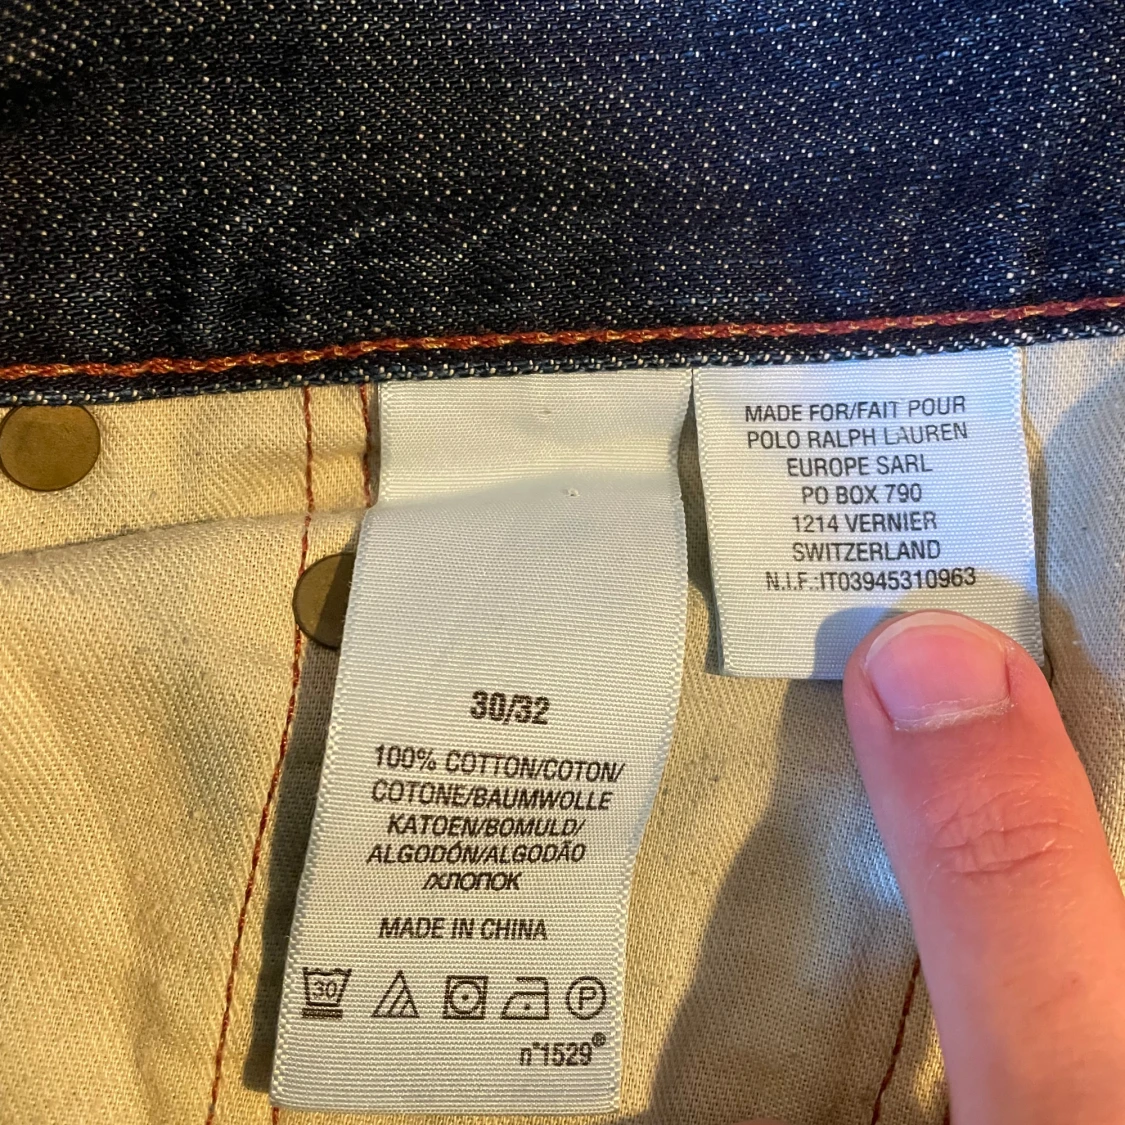 30/32
100% COTTON/COTON/
COTONE/BAUMWOLLE
KATOEN/BOMULD/
ALGODÓN/ALGODÃO
/ХЛОПОК
MADE IN CHINA
30
P
n°1529®
MADE FOR/FAIT POUR
POLO RALPH LAUREN
EUROPE SARL
PO BOX 790
1214 VERNIER
SWITZERLAND
N.I.F.:IT03945310963